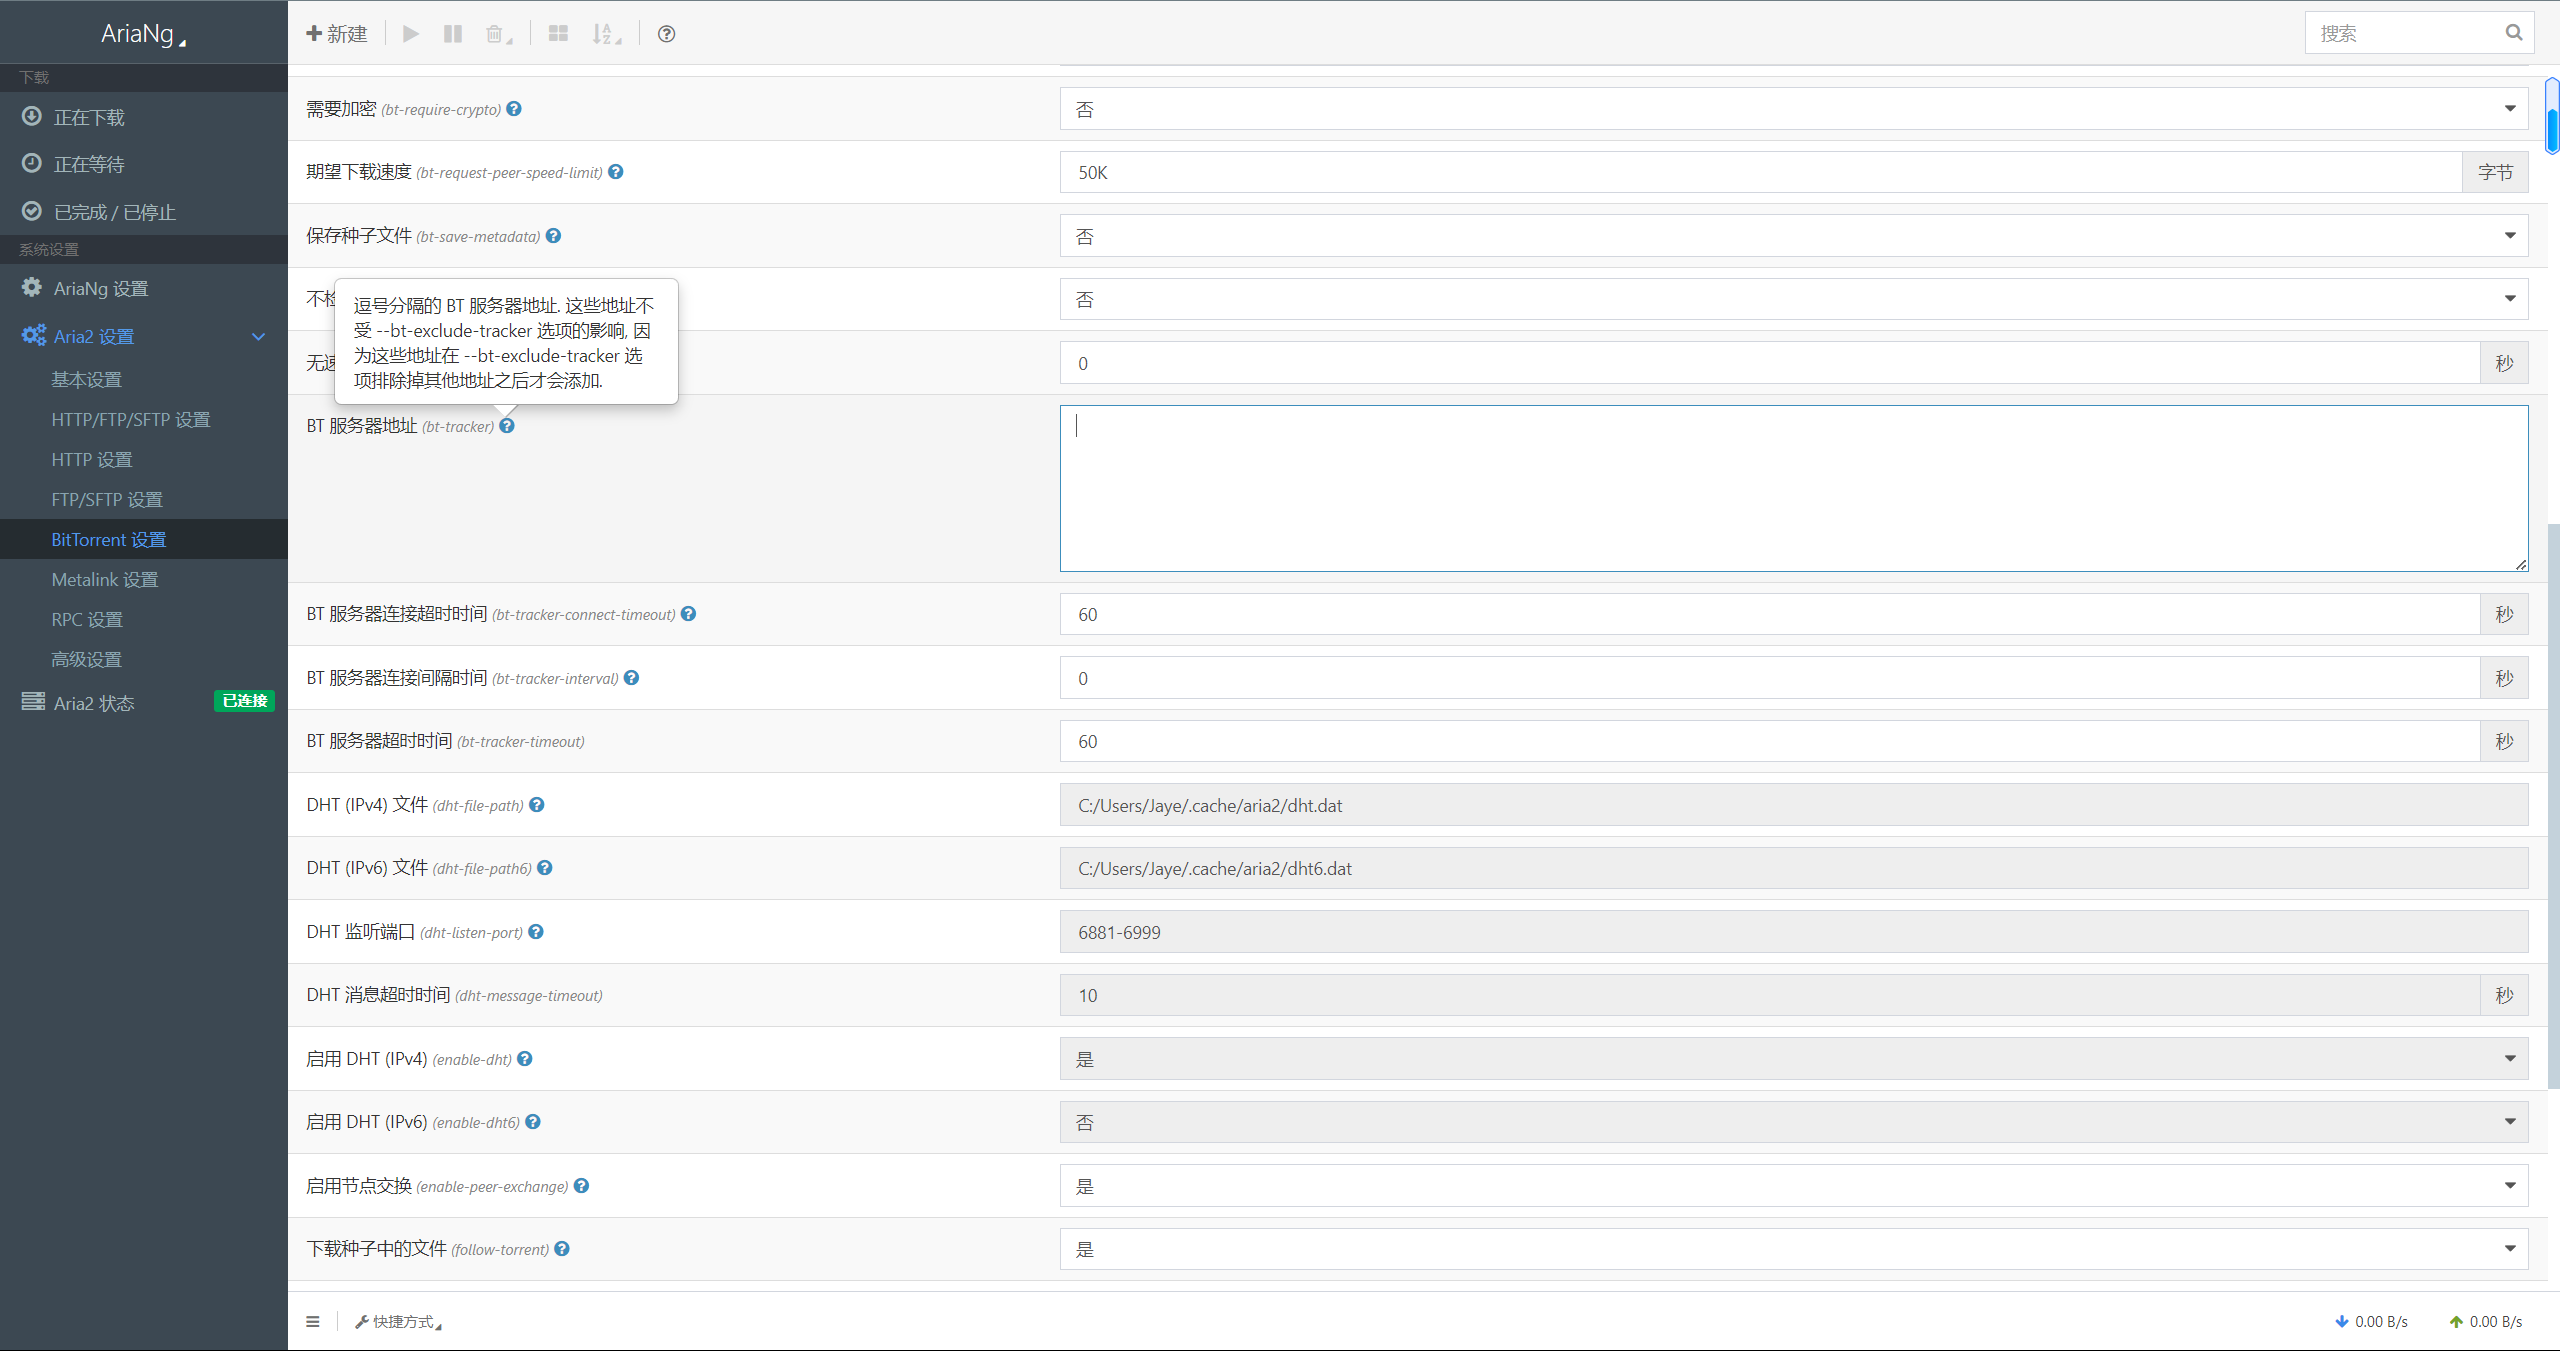 AriaNg
新建
搜索
下载
正在下载
正在等待
已完成 / 已停止
系统设置
AriaNg 设置
Aria2 设置
基本设置
HTTP/FTP/SFTP 设置
HTTP 设置
FTP/SFTP 设置
BitTorrent 设置
Metalink 设置
RPC 设置
高级设置
Aria2 状态 已连接
需要加密 (bt-require-crypto) 否
期望下载速度 (bt-request-peer-speed-limit) 50K 字节
保存种子文件 (bt-save-metadata) 否
不检 否
无速 0 秒
逗号分隔的 BT 服务器地址. 这些地址不
受 --bt-exclude-tracker 选项的影响, 因
为这些地址在 --bt-exclude-tracker 选
项排除掉其他地址之后才会添加.
BT 服务器地址 (bt-tracker)
BT 服务器连接超时时间 (bt-tracker-connect-timeout) 60 秒
BT 服务器连接间隔时间 (bt-tracker-interval) 0 秒
BT 服务器超时时间 (bt-tracker-timeout) 60 秒
DHT (IPv4) 文件 (dht-file-path) C:/Users/Jaye/.cache/aria2/dht.dat
DHT (IPv6) 文件 (dht-file-path6) C:/Users/Jaye/.cache/aria2/dht6.dat
DHT 监听端口 (dht-listen-port) 6881-6999
DHT 消息超时时间 (dht-message-timeout) 10 秒
启用 DHT (IPv4) (enable-dht) 是
启用 DHT (IPv6) (enable-dht6) 否
启用节点交换 (enable-peer-exchange) 是
下载种子中的文件 (follow-torrent) 是
快捷方式 0.00 B/s 0.00 B/s